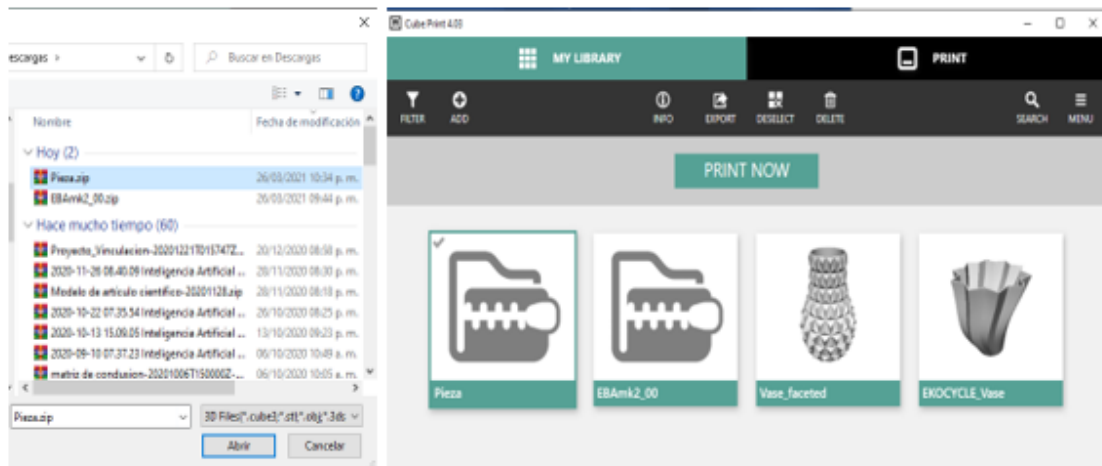 escargas >
Buscar en Descargas
Nombre
Fecha de modificación
Hoy (2)
Pieza.zip 26/03/2021 10:34 p. m.
EBAmk2_00.zip 26/03/2021 09:44 p. m.
Hace mucho tiempo (60)
Proyecto_Vinculacion-20201221T015747Z... 20/12/2020 08:58 p. m.
2020-11-26 08.40.09 Inteligencia Artificial ... 28/11/2020 08:30 p. m.
Modelo de articulo cientifico-20201128.zip 28/11/2020 08:18 p. m.
2020-10-22 07.35.54 Inteligencia Artificial ... 26/10/2020 08:25 p. m.
2020-10-13 15.09.05 Inteligencia Artificial ... 13/10/2020 09:23 p. m.
2020-09-10 07.37.23 Inteligencia Artificial ... 06/10/2020 10:49 a. m.
matriz de condusion-20201006T150000Z-... 06/10/2020 10:05 a. m.
Pieza.zip
3D Files(*.cube3;*.stl;*.obj;*.3ds
Abrir
Cancelar
Cube Print 4.03
MY LIBRARY
PRINT
FILTER
ADD
INFO
EXPORT
DESELECT
DELETE
SEARCH
MENU
PRINT NOW
Pieza
EBAmk2_00
Vase_faceted
EKOCYCLE_Vase